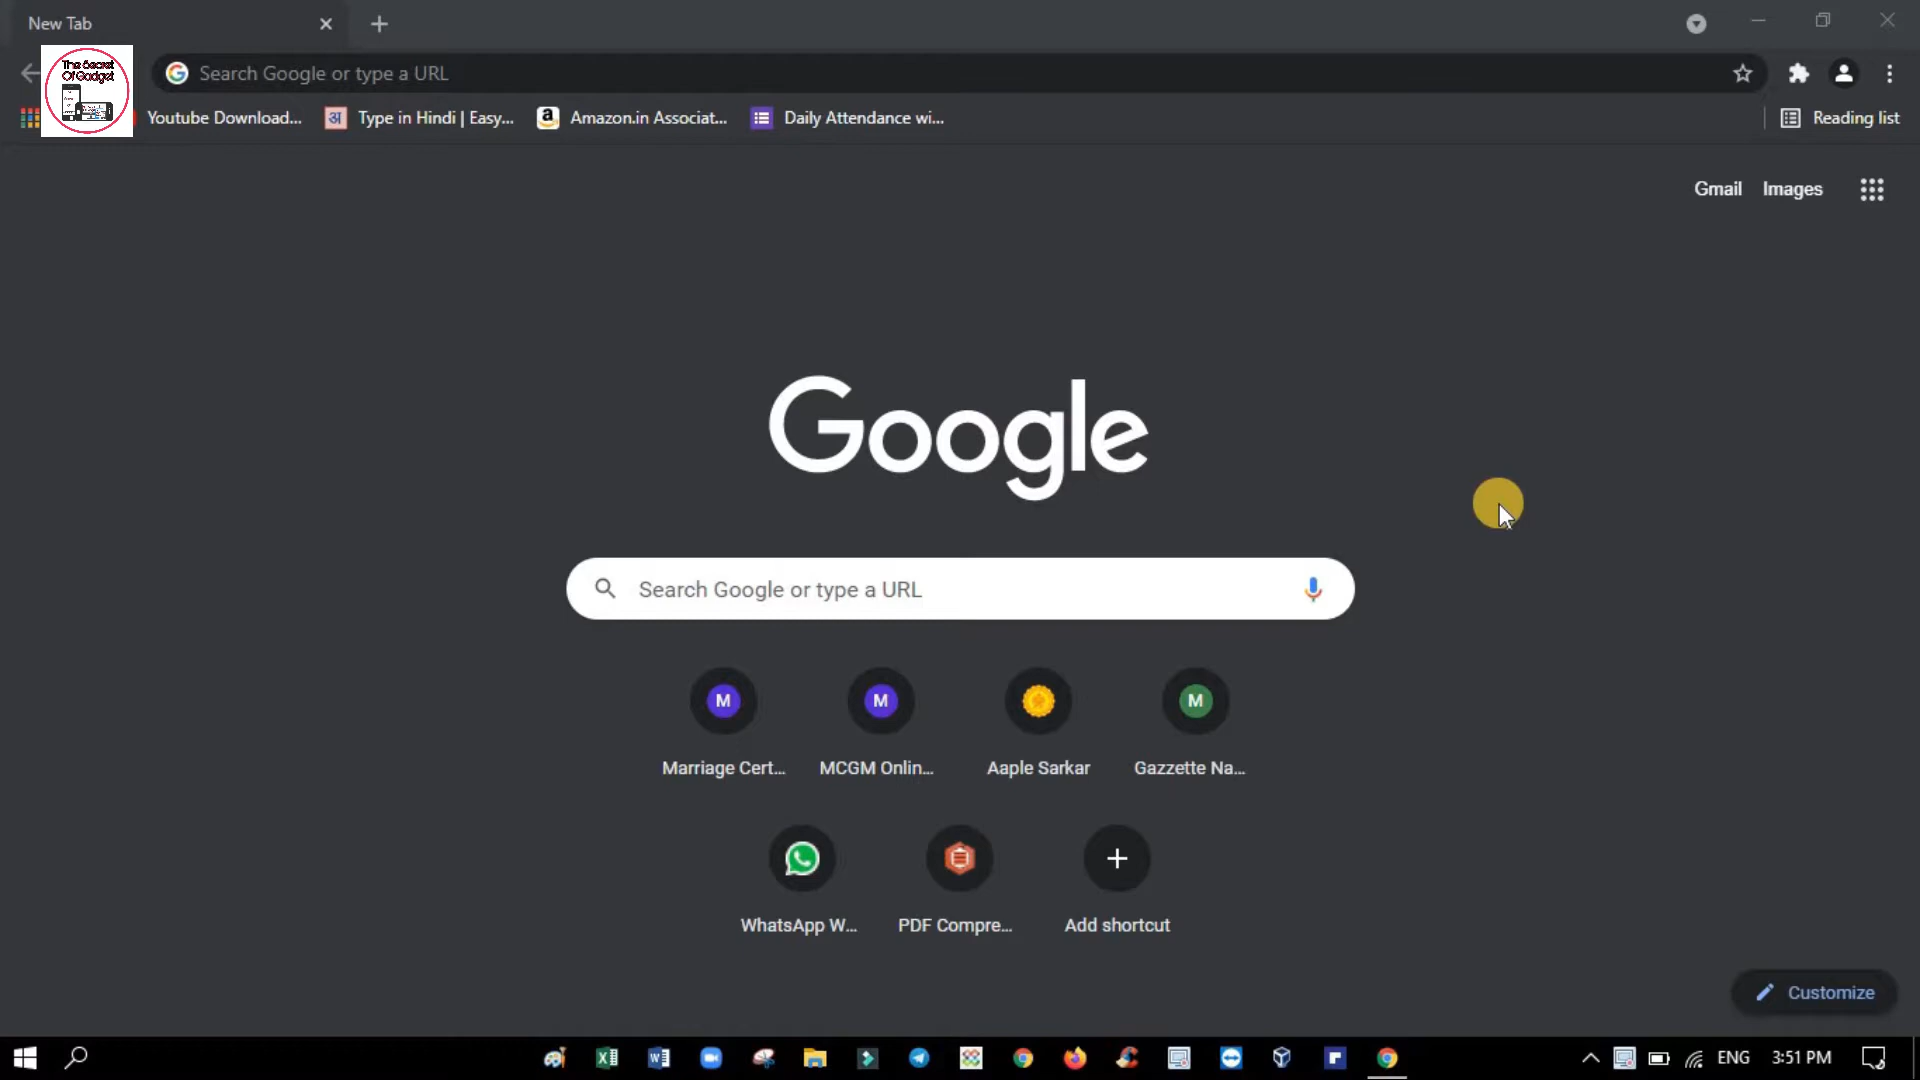 New Tab
The Secret
Of Gadget
Search Google or type a URL
Youtube Download...
अ
Type in Hindi | Easy...
a
Amazon.in Associat...
Daily Attendance wi...
Reading list
Gmail
Images
Google
Search Google or type a URL
M
M
M
Marriage Cert...
MCGM Onlin...
Aaple Sarkar
Gazzette Na...
WhatsApp W...
PDF Compre...
Add shortcut
Customize
ENG
3:51 PM